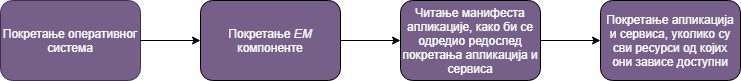 Покретање оперативног
система
Покретање EM
компоненте
Читање манифеста
апликације, како би се
одредио редослед
покретања апликација и
сервиса
Покретање апликација
и сервиса, уколико су
сви ресурси од којих
они зависе доступни